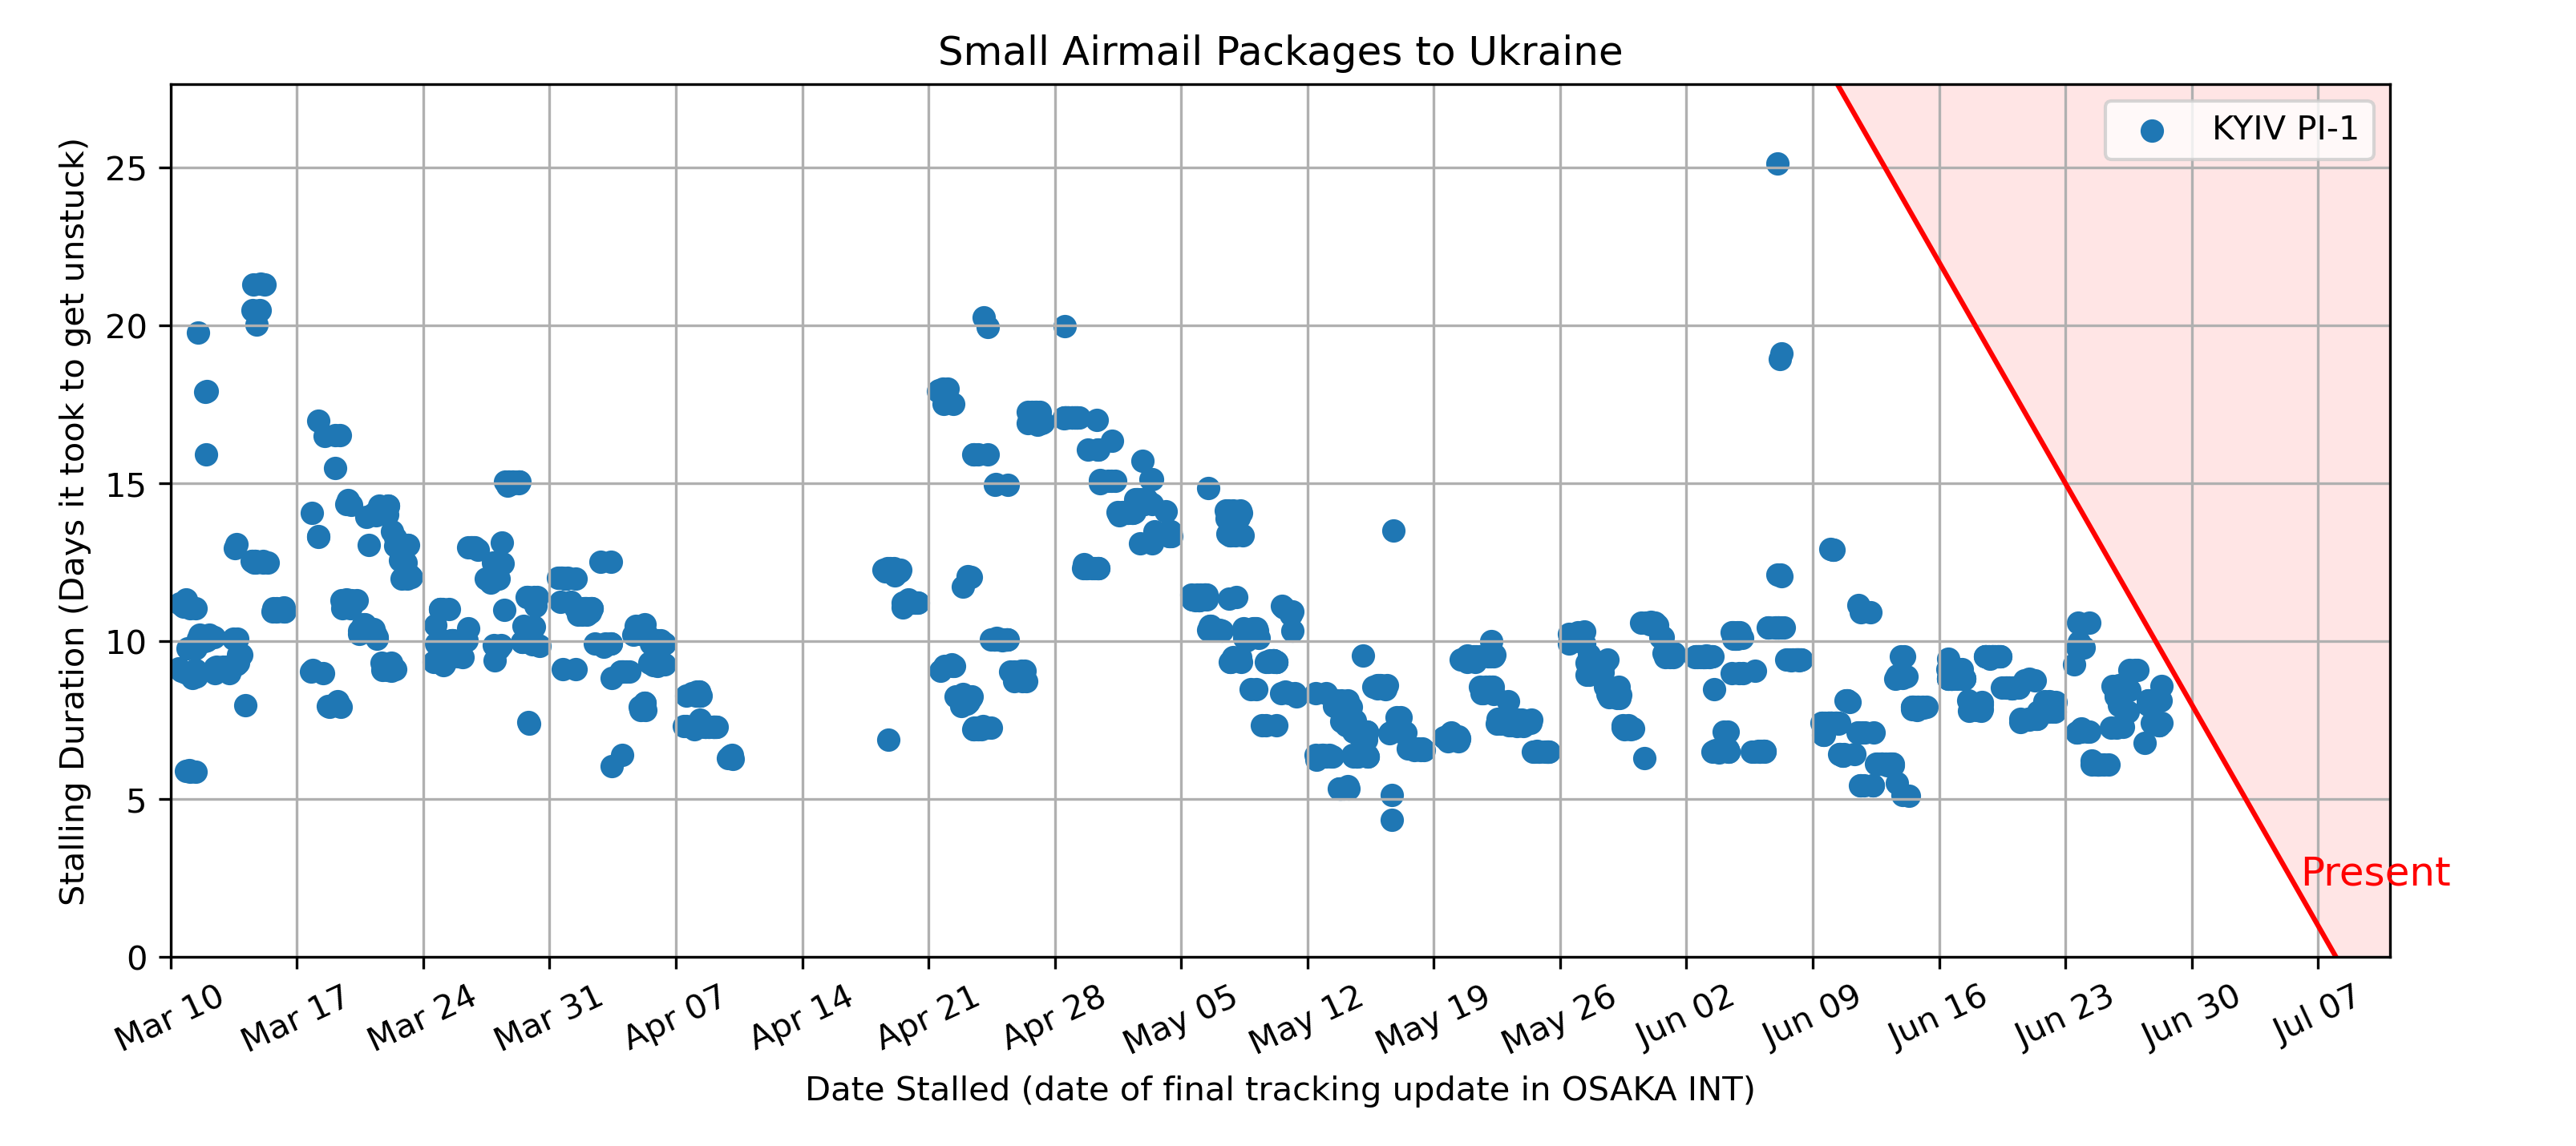 Small Airmail Packages to Ukraine
KYIV PI-1
Stalling Duration (Days it took to get unstuck)
25
20
15
10
5
0
Present
Mar 10
Mar 17
Mar 24
Mar 31
Apr 07
Apr 14
Apr 21
Apr 28
May 05
May 12
May 19
May 26
Jun 02
Jun 09
Jun 16
Jun 23
Jun 30
Jul 07
Date Stalled (date of final tracking update in OSAKA INT)